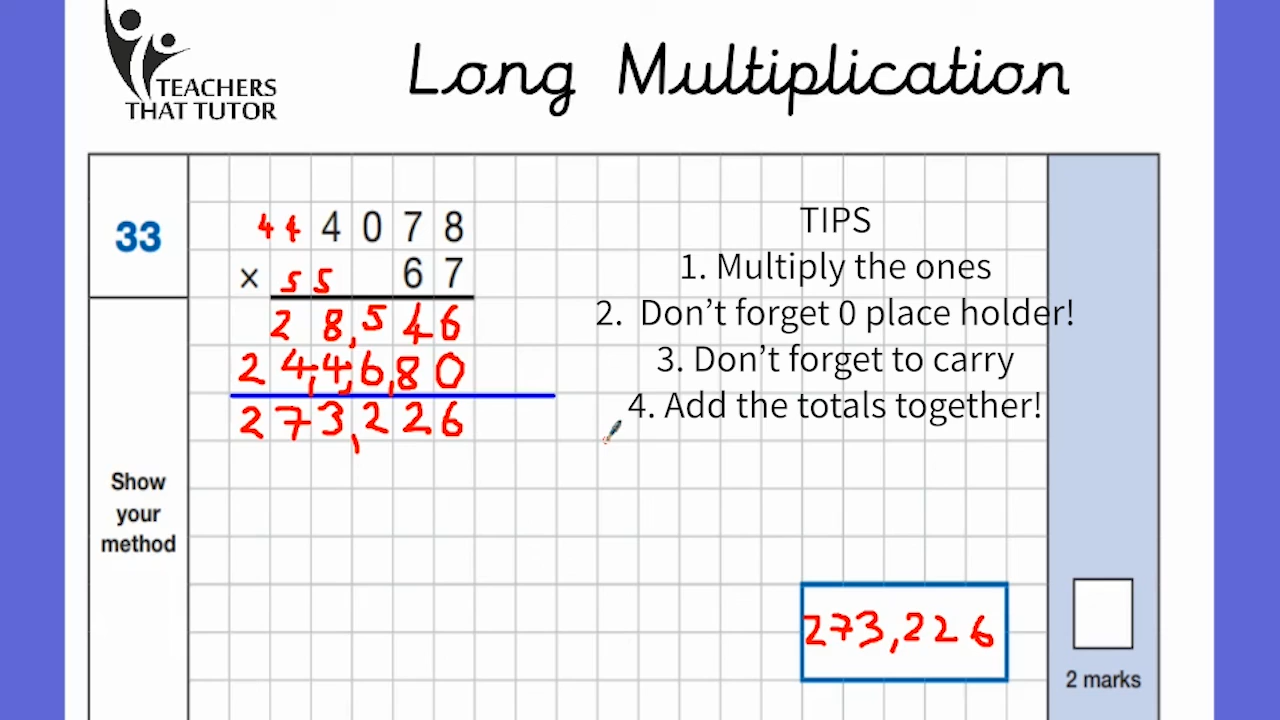 TEACHERS
THAT TUTOR
Long Multiplication
33
4 4 4 0 7 8
× 5 5 6 7
2 8,5 4 6
2 4,4,6,8 0
2 7 3,2 2 6
TIPS
1. Multiply the ones
2. Don’t forget 0 place holder!
3. Don’t forget to carry
4. Add the totals together!
Show
your
method
273,226
2 marks